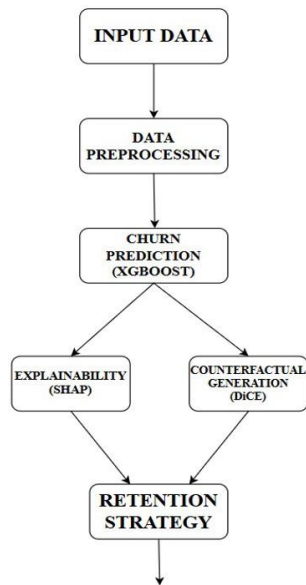 INPUT DATA
DATA
PREPROCESSING
CHURN
PREDICTION
(XGBOOST)
EXPLAINABILITY
(SHAP)
COUNTERFACTUAL
GENERATION
(DiCE)
RETENTION
STRATEGY